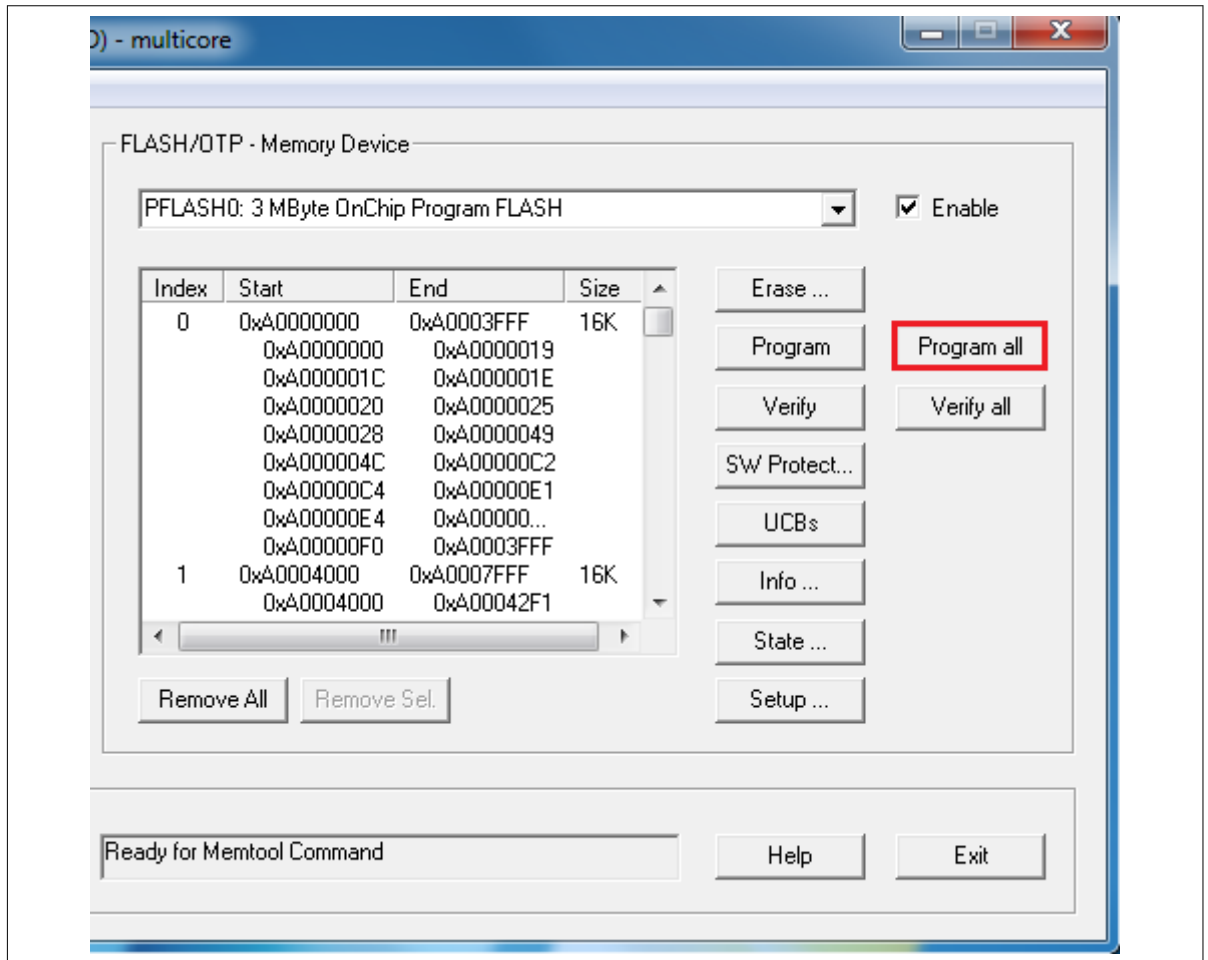 D) - multicore
FLASH/OTP - Memory Device
PFLASH0: 3 MByte OnChip Program FLASH
Enable
Index Start End Size
0 0xA0000000 0xA0003FFF 16K
0xA0000000 0xA0000019
0xA000001C 0xA000001E
0xA0000020 0xA0000025
0xA0000028 0xA0000049
0xA000004C 0xA00000C2
0xA00000C4 0xA00000E1
0xA00000E4 0xA00000...
0xA00000F0 0xA0003FFF
1 0xA0004000 0xA0007FFF 16K
0xA0004000 0xA00042F1
Erase ...
Program Program all
Verify Verify all
SW Protect...
UCBs
Info ...
State ...
Setup ...
Remove All Remove Sel.
Ready for Memtool Command
Help Exit